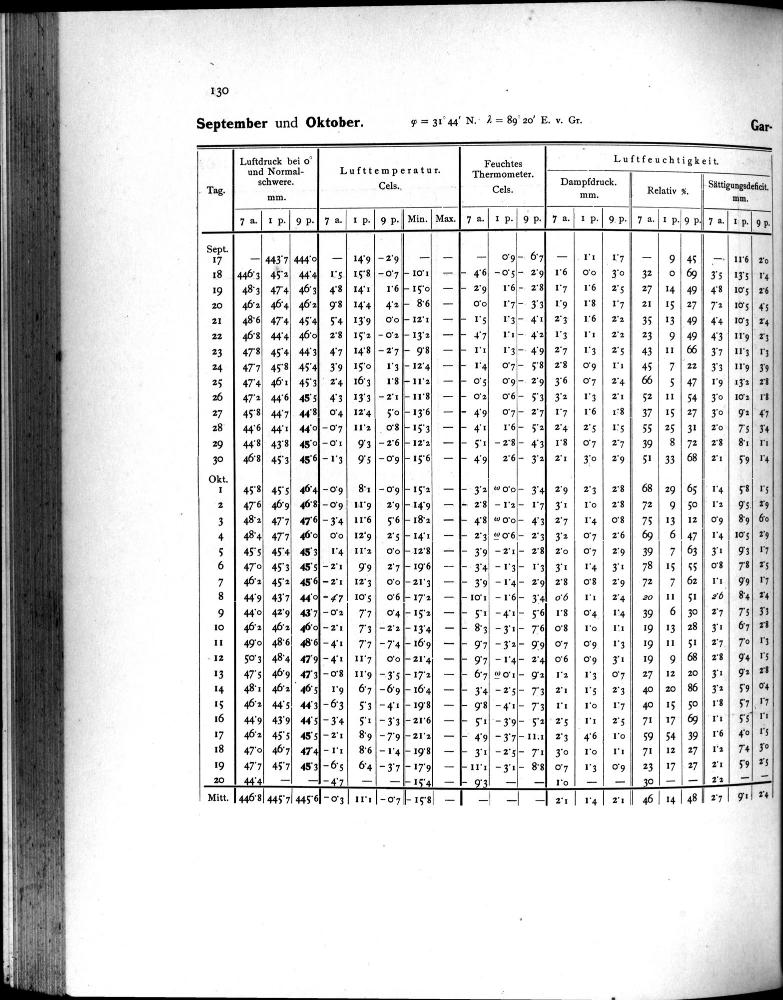 130
September und Oktober. φ = 31° 44′ N. λ = 89° 20′ E. v. Gr. Gar-
Tag. Luftdruck bei 0° und Normalschwere. mm. Lufttemperatur. Cels. Feuchtes Thermometer. Cels. Luftfeuchtigkeit.
Dampfdruck. mm. Relativ %. Sättigungsdeficit. mm.
7 a. 1 p. 9 p. 7 a. 1 p. 9 p. Min. Max. 7 a. 1 p. 9 p. 7 a. 1 p. 9 p. 7 a. 1 p. 9 p. 7 a. 1 p. 9 p.
Sept.
17 — 443·7 444·0 — 14·9 −2·9 — — 0·9 −6·7 — 1·1 1·7 — 9 45 — 11·6 2·0
18 446·3 45·2 44·4 1·5 15·8 −0·7 −10·1 — −4·6 −0·5 −2·9 1·6 0·0 3·0 32 0 69 3·5 13·5 1·4
19 48·3 47·4 46·3 4·8 14·1 1·6 −15·0 — −2·9 1·6 −2·8 1·7 1·6 2·5 27 14 49 4·8 10·5 2·6
20 46·2 46·4 46·2 9·8 14·4 4·2 −8·6 — 0·0 1·7 −3·3 1·9 1·8 1·7 21 15 27 7·2 10·5 4·5
21 48·6 47·4 45·4 5·4 13·9 0·0 −12·1 — −1·5 1·3 −4·1 2·3 1·6 2·2 35 13 49 4·4 10·3 2·4
22 46·8 44·4 46·0 2·8 15·2 −0·2 −13·2 — −4·7 1·1 −4·2 1·3 1·1 2·2 23 9 49 4·3 11·9 2·3
23 47·8 45·4 44·3 4·7 14·8 −2·7 −9·8 — −1·1 1·3 −4·9 2·7 1·3 2·5 43 11 66 3·7 11·3 1·3
24 47·7 45·8 45·4 3·9 15·0 1·3 −12·4 — −1·4 0·7 −5·8 2·8 0·9 1·1 45 7 22 3·3 11·9 3·9
25 47·4 46·1 45·3 2·4 16·3 1·8 −11·2 — −0·5 0·9 −2·9 3·6 0·7 2·4 66 5 47 1·9 13·2 2·8
26 47·2 44·6 45·5 4·3 13·3 −2·1 −11·8 — −0·2 0·6 −5·3 3·2 1·3 2·1 52 11 54 3·0 10·2 1·8
27 45·8 44·7 44·8 0·4 12·4 5·0 −13·6 — −4·9 0·7 −2·7 1·7 1·6 1·8 37 15 27 3·0 9·2 4·7
28 44·6 44·1 44·0 −0·7 11·2 0·8 −15·3 — −4·1 1·6 −5·2 2·4 1·5 1·5 55 25 31 2·0 7·5 3·4
29 44·8 43·8 45·0 −0·1 9·3 −2·6 −12·2 — −5·1 −2·8 −4·3 1·8 0·7 2·7 39 8 72 2·8 8·1 1·1
30 46·8 45·3 45·6 −1·3 9·5 −0·9 −15·6 — −4·9 2·6 −3·2 2·1 3·0 2·9 51 33 68 2·1 5·9 1·4
Okt.
1 45·8 45·5 46·4 −0·9 8·1 −0·9 −15·2 — −3·2 0·0 −3·4 2·9 2·3 2·8 68 29 65 1·4 5·8 1·5
2 47·6 46·9 46·8 −0·9 11·8 2·9 −14·9 — −2·8 −1·2 −1·7 3·1 1·0 2·8 72 9 50 1·2 9·5 2·9
3 48·2 47·7 47·6 −3·4 11·6 5·6 −18·2 — −4·8 0·0 −4·3 2·7 1·4 0·8 75 13 12 0·9 8·9 6·0
4 48·4 47·7 46·0 0·0 12·9 2·5 −14·1 — −2·3 0·6 −2·3 3·2 0·7 2·6 69 6 47 1·4 10·5 2·9
5 45·5 45·4 45·3 1·4 11·2 0·0 −12·8 — −3·9 −2·1 −2·8 2·0 0·7 2·9 39 7 63 3·1 9·3 1·7
6 47·0 45·3 45·5 −2·1 9·9 2·7 −19·6 — −3·4 −1·3 −1·3 3·1 1·4 3·1 78 15 55 0·8 7·8 2·5
7 46·2 45·2 45·6 −2·1 12·3 0·0 −21·3 — −3·9 −1·4 −2·9 2·8 0·8 2·9 72 7 62 1·1 9·9 1·7
8 44·9 43·7 44·0 −4·7 10·5 0·6 −17·2 — −10·1 −1·6 −3·4 0·6 1·1 2·4 20 11 51 2·6 8·4 2·4
9 44·0 42·9 43·7 −0·2 7·7 0·4 −15·2 — −5·1 −4·1 −5·6 1·8 0·4 1·4 39 6 30 2·7 7·5 3·3
10 46·2 46·2 46·0 −2·1 7·3 −2·2 −13·4 — −8·3 −3·1 −7·6 0·8 1·0 1·1 19 13 28 3·1 6·7 2·8
11 49·0 48·6 48·6 −4·1 7·7 −7·4 −16·9 — −9·7 −3·2 −9·9 0·7 0·9 1·3 19 11 51 2·7 7·0 1·3
12 50·3 48·4 47·9 −4·1 11·7 0·0 −21·4 — −9·7 −1·4 −2·4 0·6 0·9 3·1 19 9 68 2·8 9·4 1·5
13 47·5 46·9 47·3 −0·8 11·9 −3·5 −17·2 — −6·7 0·1 −9·2 1·2 1·3 0·7 27 12 20 3·1 9·2 2·8
14 48·1 46·2 46·5 1·9 6·7 −6·9 −16·4 — −3·4 −2·5 −7·3 2·1 1·5 2·3 40 20 86 3·2 5·9 0·4
15 46·2 44·5 44·3 −6·3 5·3 −4·1 −19·8 — −9·8 −4·1 −7·3 1·1 1·0 1·7 40 15 50 1·8 5·7 1·7
16 44·9 43·9 44·5 −3·4 5·1 −3·3 −21·6 — −5·1 −3·9 −5·2 2·5 1·1 2·5 71 17 69 1·1 5·5 1·1
17 46·2 45·5 45·5 −2·1 8·9 −7·9 −21·2 — −4·9 −3·7 −11·1 2·3 4·6 1·0 59 54 39 1·6 4·0 1·5
18 47·0 46·7 47·4 −1·1 8·6 −1·4 −19·8 — −3·1 −2·5 −7·1 3·0 1·0 1·1 71 12 27 1·2 7·4 3·0
19 47·7 45·7 45·3 −6·5 6·4 −3·7 −17·9 — −11·1 −3·1 −8·8 0·7 1·3 0·9 23 17 27 2·1 5·9 2·5
20 44·4 — — −4·7 — — −15·4 — −9·3 — — 1·0 — — 30 — — 2·2 — —
Mitt. 446·8 445·7 445·6 −0·3 11·1 −0·7 −15·8 — — — — 2·1 1·4 2·1 46 14 48 2·7 9·1 2·4